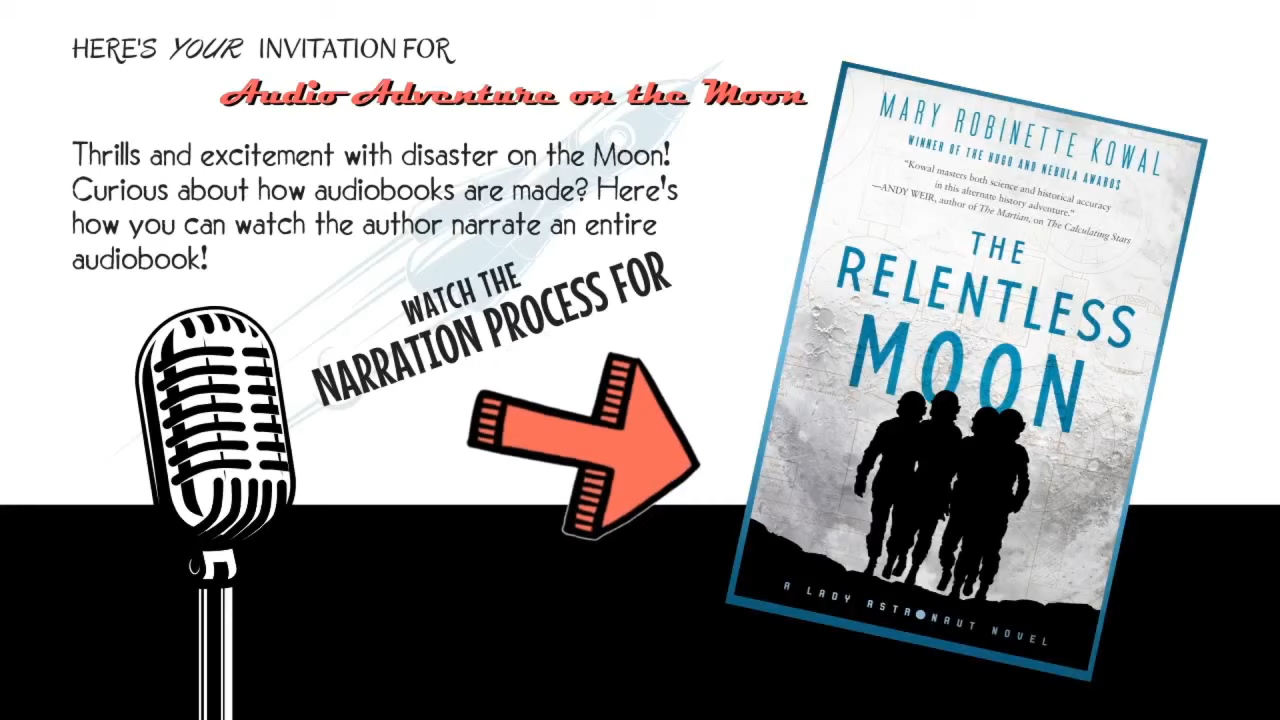 HERE'S YOUR INVITATION FOR
Audio Adventure on the Moon
Thrills and excitement with disaster on the Moon!
Curious about how audiobooks are made? Here's
how you can watch the author narrate an entire
audiobook!
WATCH THE
NARRATION PROCESS FOR
MARY ROBINETTE KOWAL
WINNER OF THE HUGO AND NEBULA AWARDS
"Kowal masters both science and historical accuracy
in this alternate history adventure."
—ANDY WEIR, author of The Martian, on The Calculating Stars
THE
RELENTLESS
MOON
A LADY ASTRONAUT NOVEL